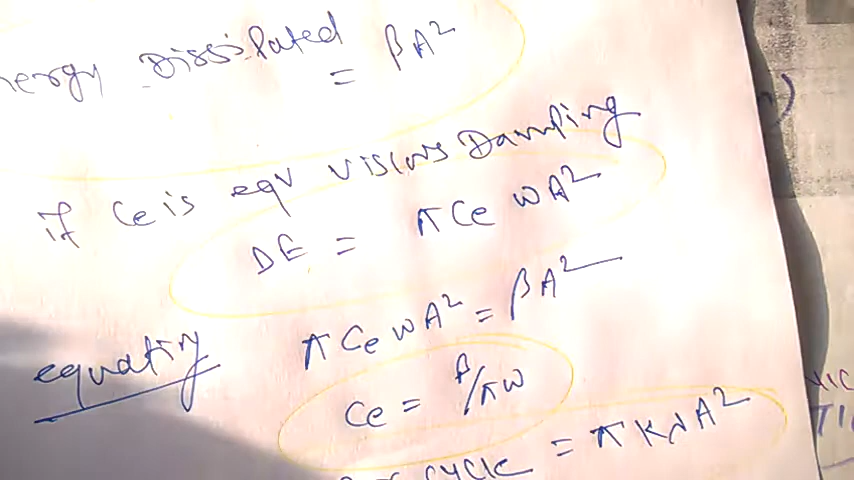 Dissipated
= βA²
if Ce is eqv viscous Damping
DE = πCe ωA²
equating πCe ωA² = βA²
Ce = β/πω
cycle = πKλA²